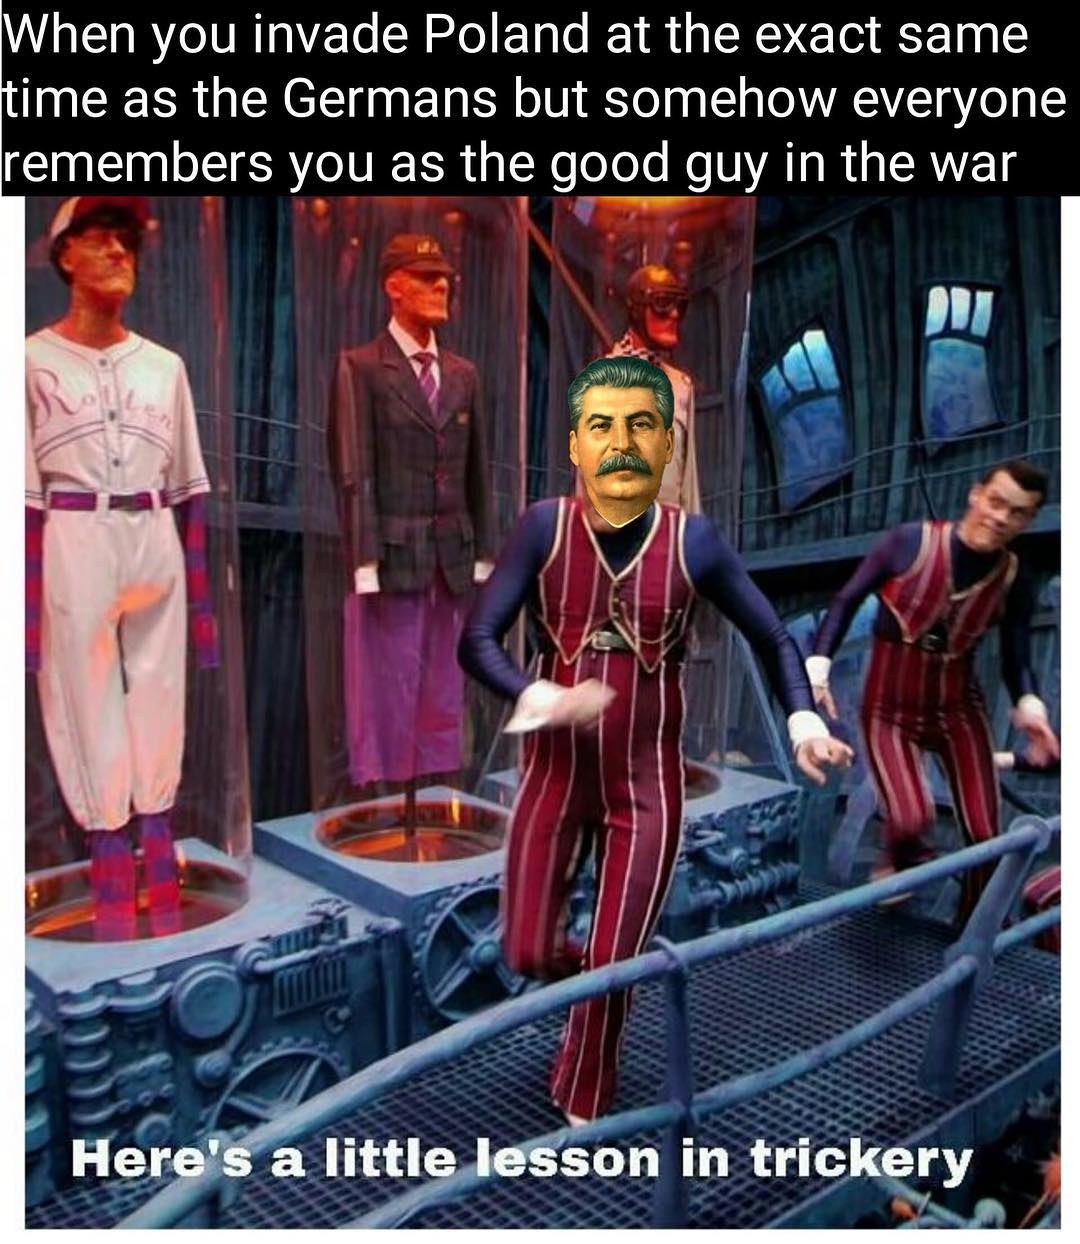 When you invade Poland at the exact same
time as the Germans but somehow everyone
remembers you as the good guy in the war
Rotten
Here's a little lesson in trickery